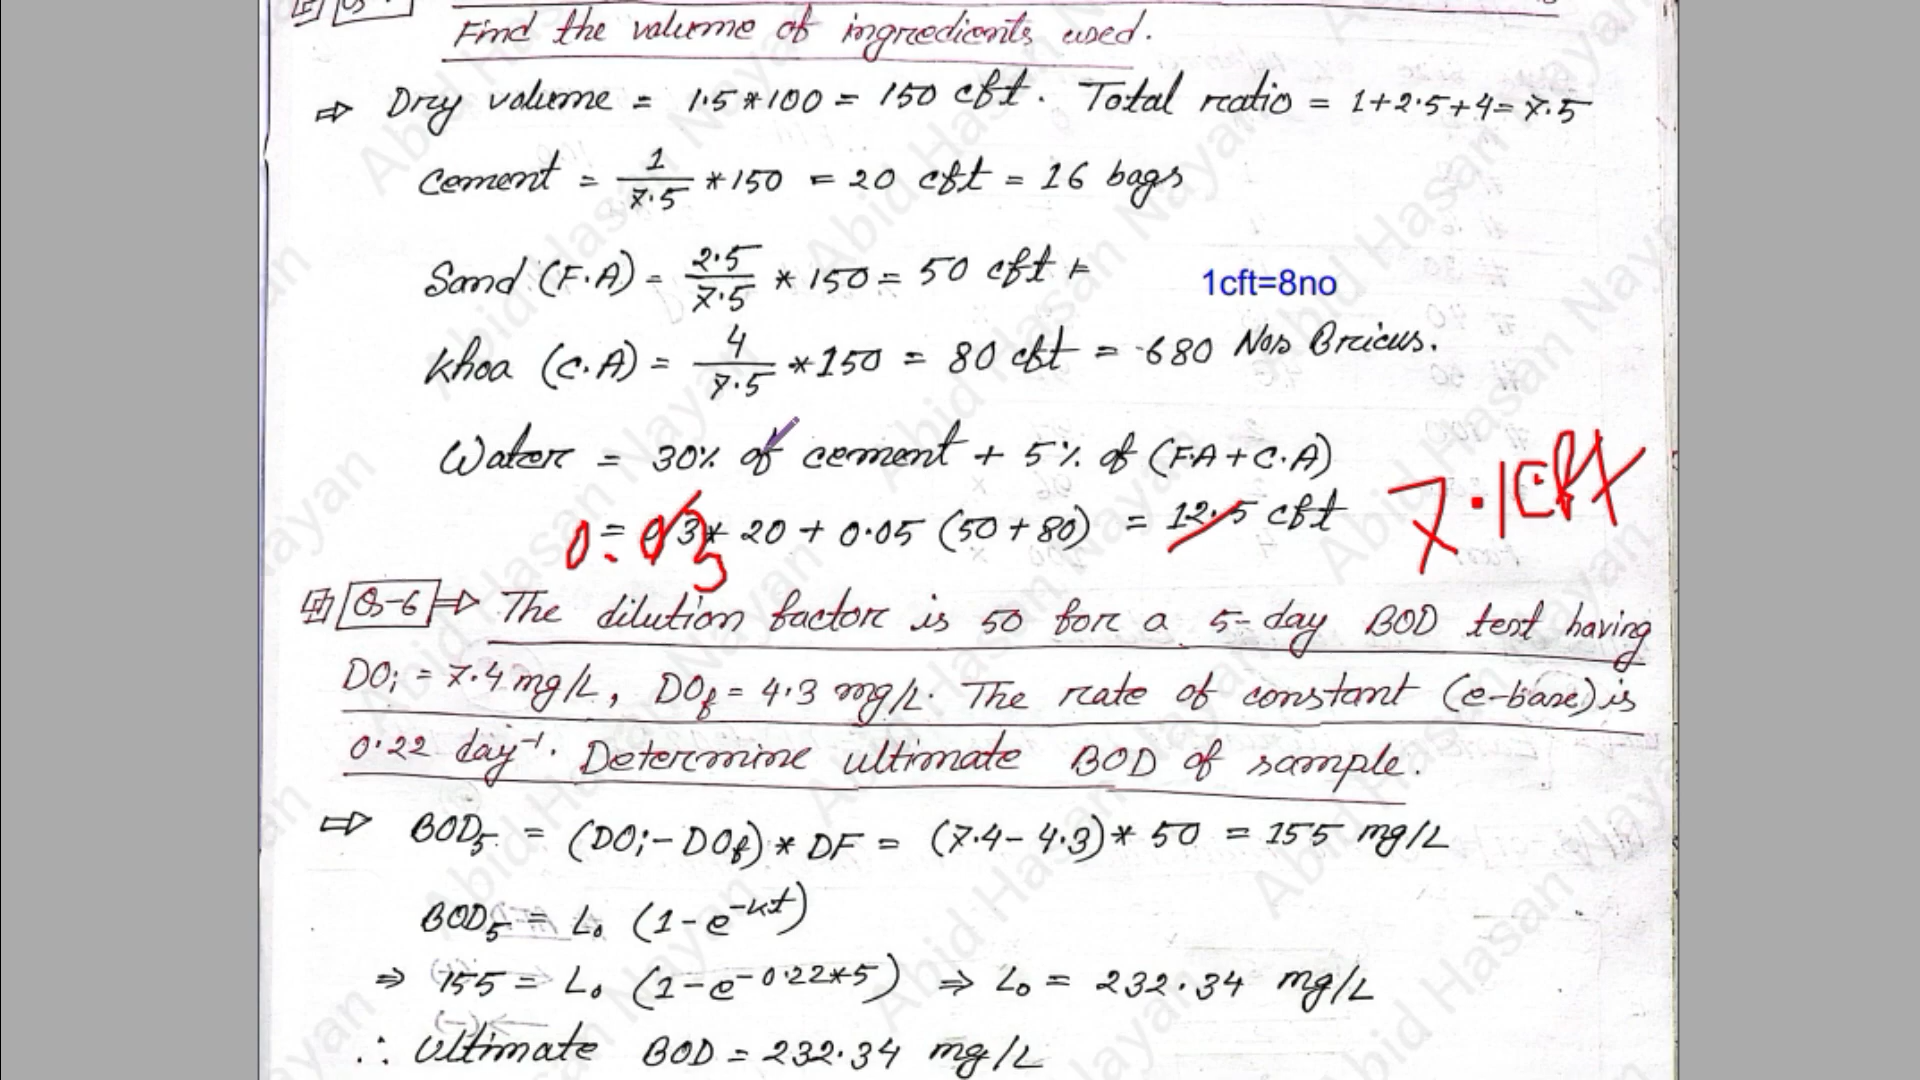 Find the volume of ingredients used.
⇒ Dry volume = 1.5*100 = 150 cft. Total ratio = 1+2.5+4= 7.5
Cement = 1/7.5 *150 = 20 cft = 16 bags
Sand (F.A) = 2.5/7.5 * 150 = 50 cft
1cft=8no
Khoa (C.A) = 4/7.5 *150 = 80 cft = 680 Nos Bricks.
Water = 30% of cement + 5% of (F.A + C.A)
= 0.3* 20 + 0.05 (50 + 80) = 12.5 cft
0.03
7.1cft
Q-6 ⇒ The dilution factor is 50 for a 5-day BOD test having
DOi = 7.4 mg/L, DOf = 4.3 mg/L. The rate of constant (e-base) is
0.22 day⁻¹. Determine ultimate BOD of sample.
⇒ BOD₅ = (DOi - DOf) * DF = (7.4 - 4.3) * 50 = 155 mg/L
BOD₅ = L₀ (1-e^-kt)
⇒ 155 = L₀ (1-e^-0.22*5) ⇒ L₀ = 232.34 mg/L
∴ Ultimate BOD = 232.34 mg/L
Abid Hasan Nayan